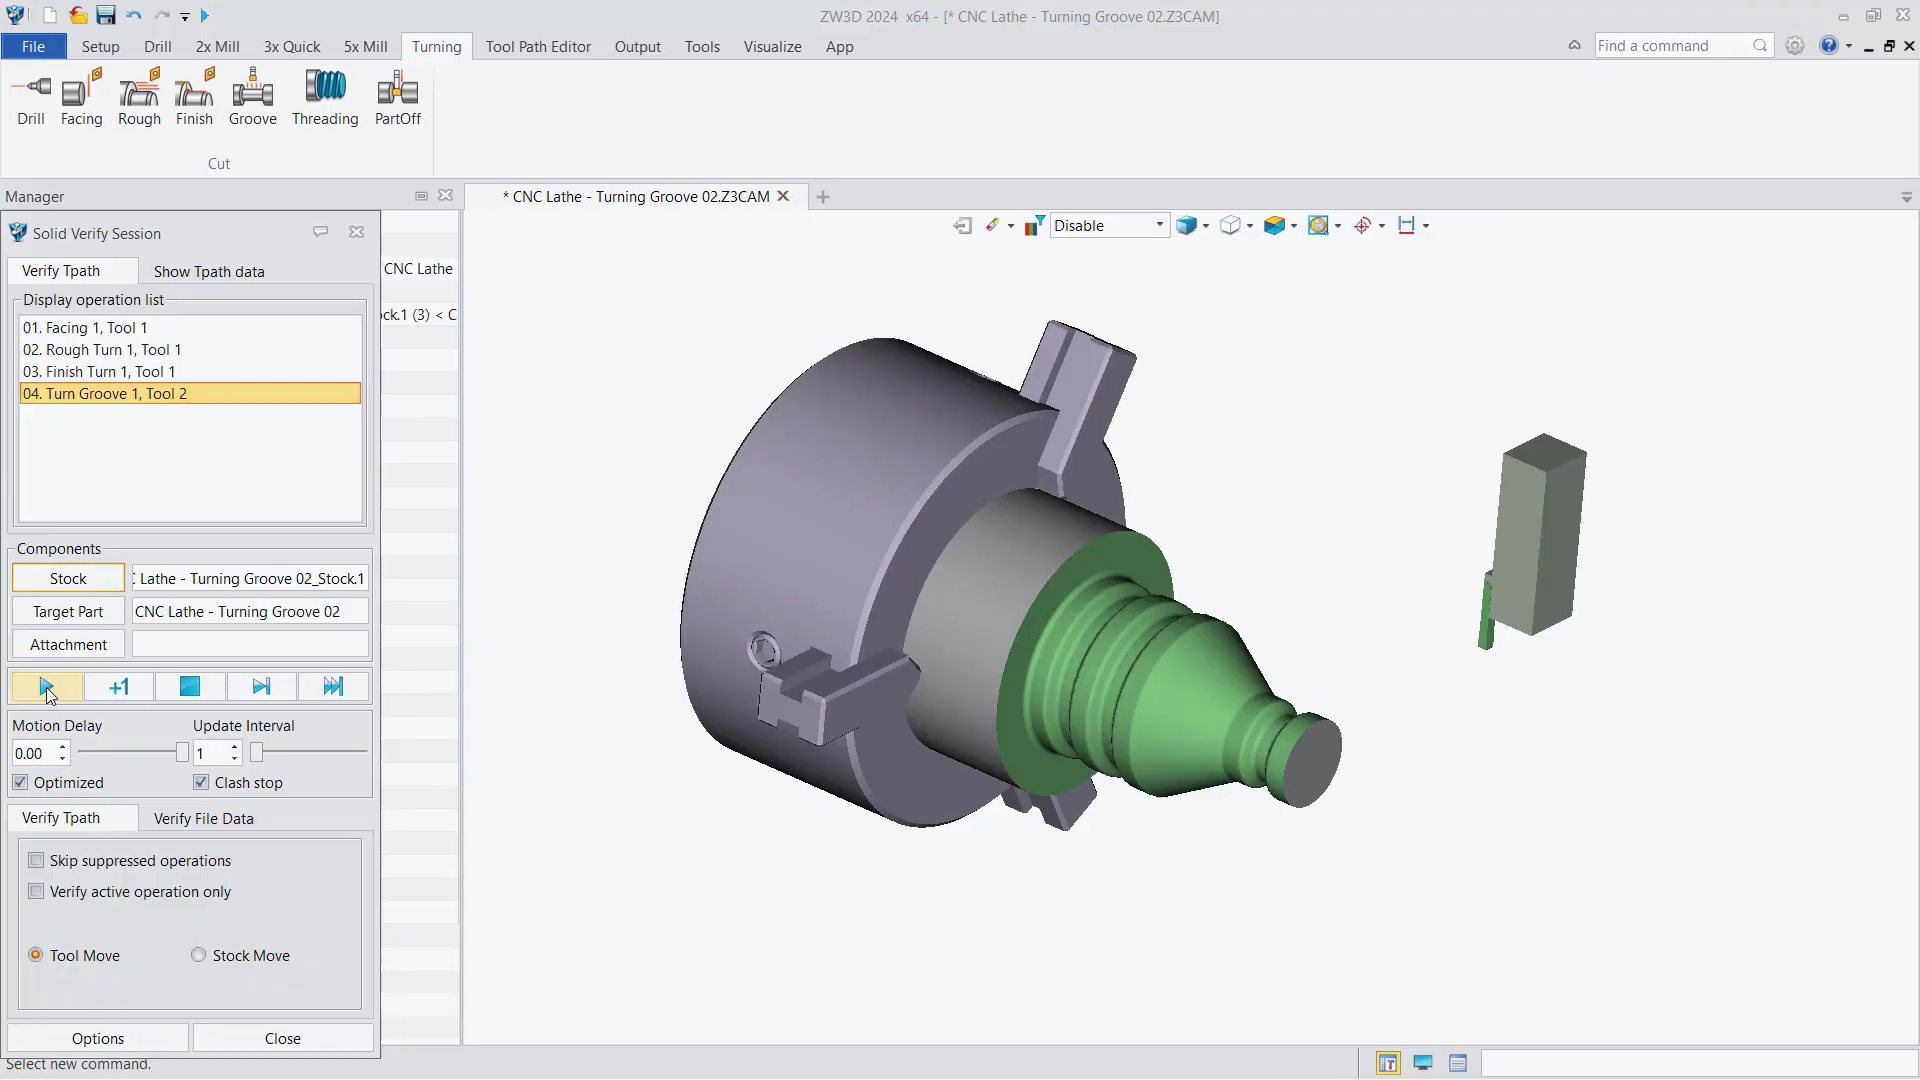 ZW3D 2024 x64 - [* CNC Lathe - Turning Groove 02.Z3CAM]
File Setup Drill 2x Mill 3x Quick 5x Mill Turning Tool Path Editor Output Tools Visualize App
Find a command
Drill Facing Rough Finish Groove Threading PartOff
Cut
Manager
* CNC Lathe - Turning Groove 02.Z3CAM
Disable
Solid Verify Session
Verify Tpath Show Tpath data
CNC Lathe
Display operation list
ock.1 (3) < C
01. Facing 1, Tool 1
02. Rough Turn 1, Tool 1
03. Finish Turn 1, Tool 1
04. Turn Groove 1, Tool 2
Components
Stock C Lathe - Turning Groove 02_Stock.1
Target Part CNC Lathe - Turning Groove 02
Attachment
+1
Motion Delay Update Interval
0.00 1
Optimized Clash stop
Verify Tpath Verify File Data
Skip suppressed operations
Verify active operation only
Tool Move Stock Move
Options Close
Select new command.